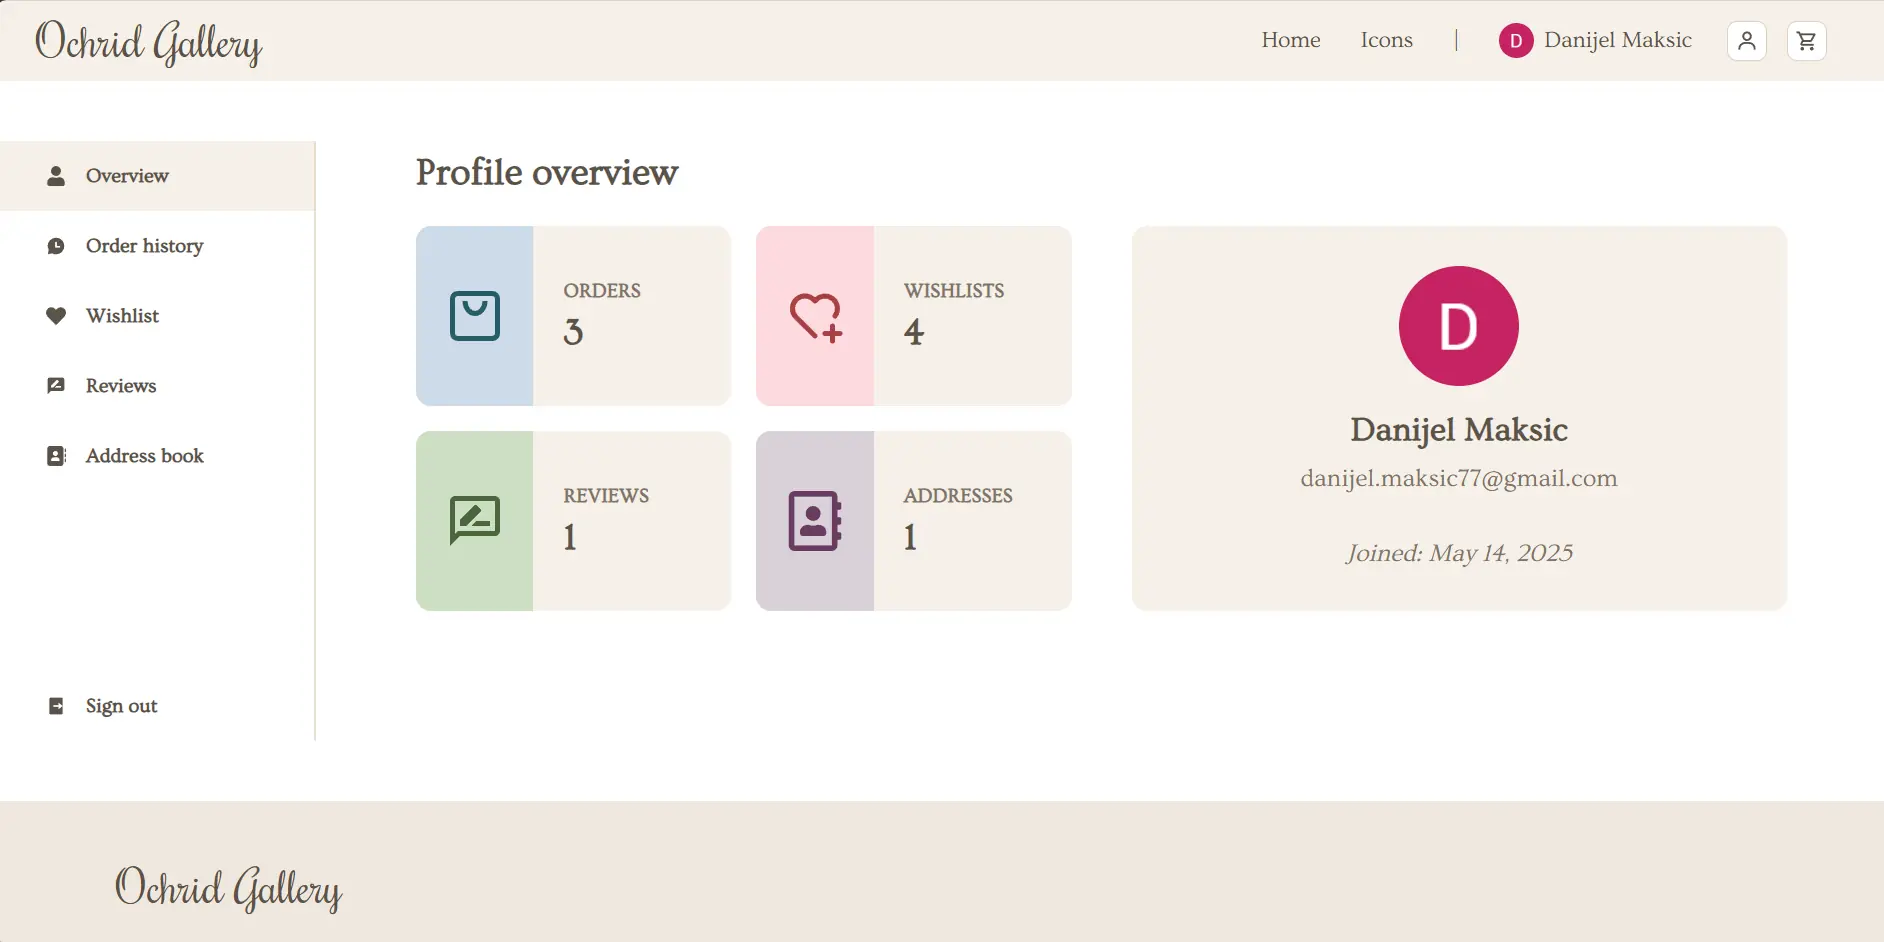 Ochrid Gallery
Home
Icons
|
D
Danijel Maksic
Overview
Order history
Wishlist
Reviews
Address book
Sign out
Profile overview
ORDERS
3
WISHLISTS
4
REVIEWS
1
ADDRESSES
1
D
Danijel Maksic
danijel.maksic77@gmail.com
Joined: May 14, 2025
Ochrid Gallery